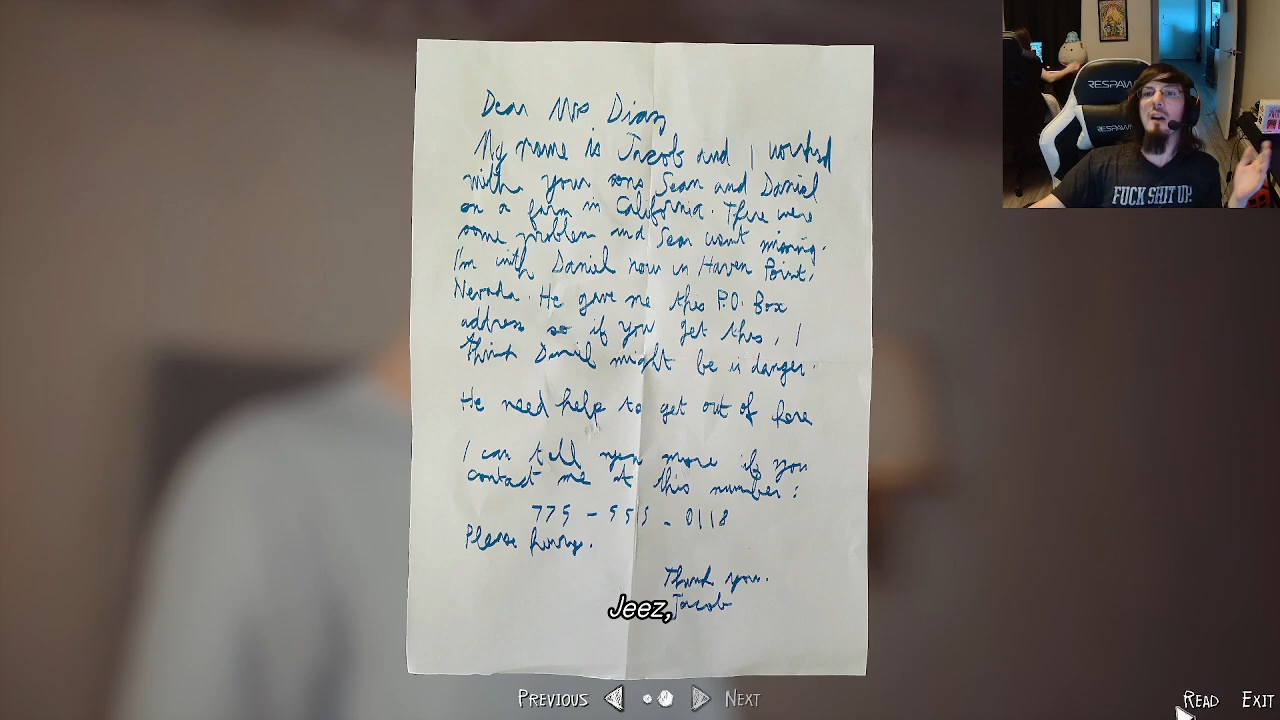 Dear Mrs Diaz
My name is Jacob and I worked
with your sons Sean and Daniel
on a farm in California. There were
some problem and Sean went missing.
I'm with Daniel now in Haven Point,
Nevada. He gave me this P.O. Box
address so if you get this, I
think Daniel might be in danger.
He need help to get out of here
I can tell you more if you
contact me at this number:
775-555-0118
Please hurry.
Thank you.
Jacob
Jeez,
PREVIOUS
NEXT
READ
EXIT
RESPAWN
RESPAWN
FUCK SHIT UP.